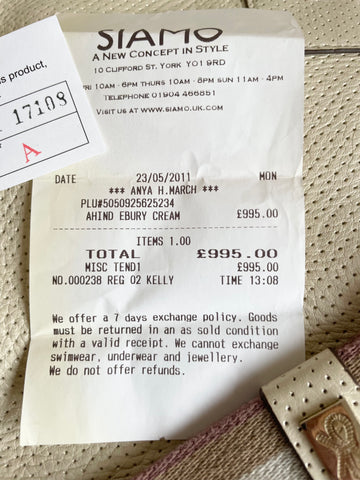 SIAMO
A NEW CONCEPT IN STYLE
10 CLIFFORD ST. YORK YO1 9RD
FRI 10AM - 6PM THURS 10AM - 8PM SUN 11AM - 4PM
TELEPHONE 01904 466851
VISIT US AT WWW.SIAMO.UK.COM
s product,
17108
A
DATE 23/05/2011 MON
*** ANYA H.MARCH ***
PLU#5050925625234
AHIND EBURY CREAM £995.00
ITEMS 1.00
TOTAL £995.00
MISC TEND1 £995.00
NO.000238 REG 02 KELLY TIME 13:08
We offer a 7 days exchange policy. Goods
must be returned in an as sold condition
with a valid receipt. We cannot exchange
swimwear, underwear and jewellery.
We do not offer refunds.